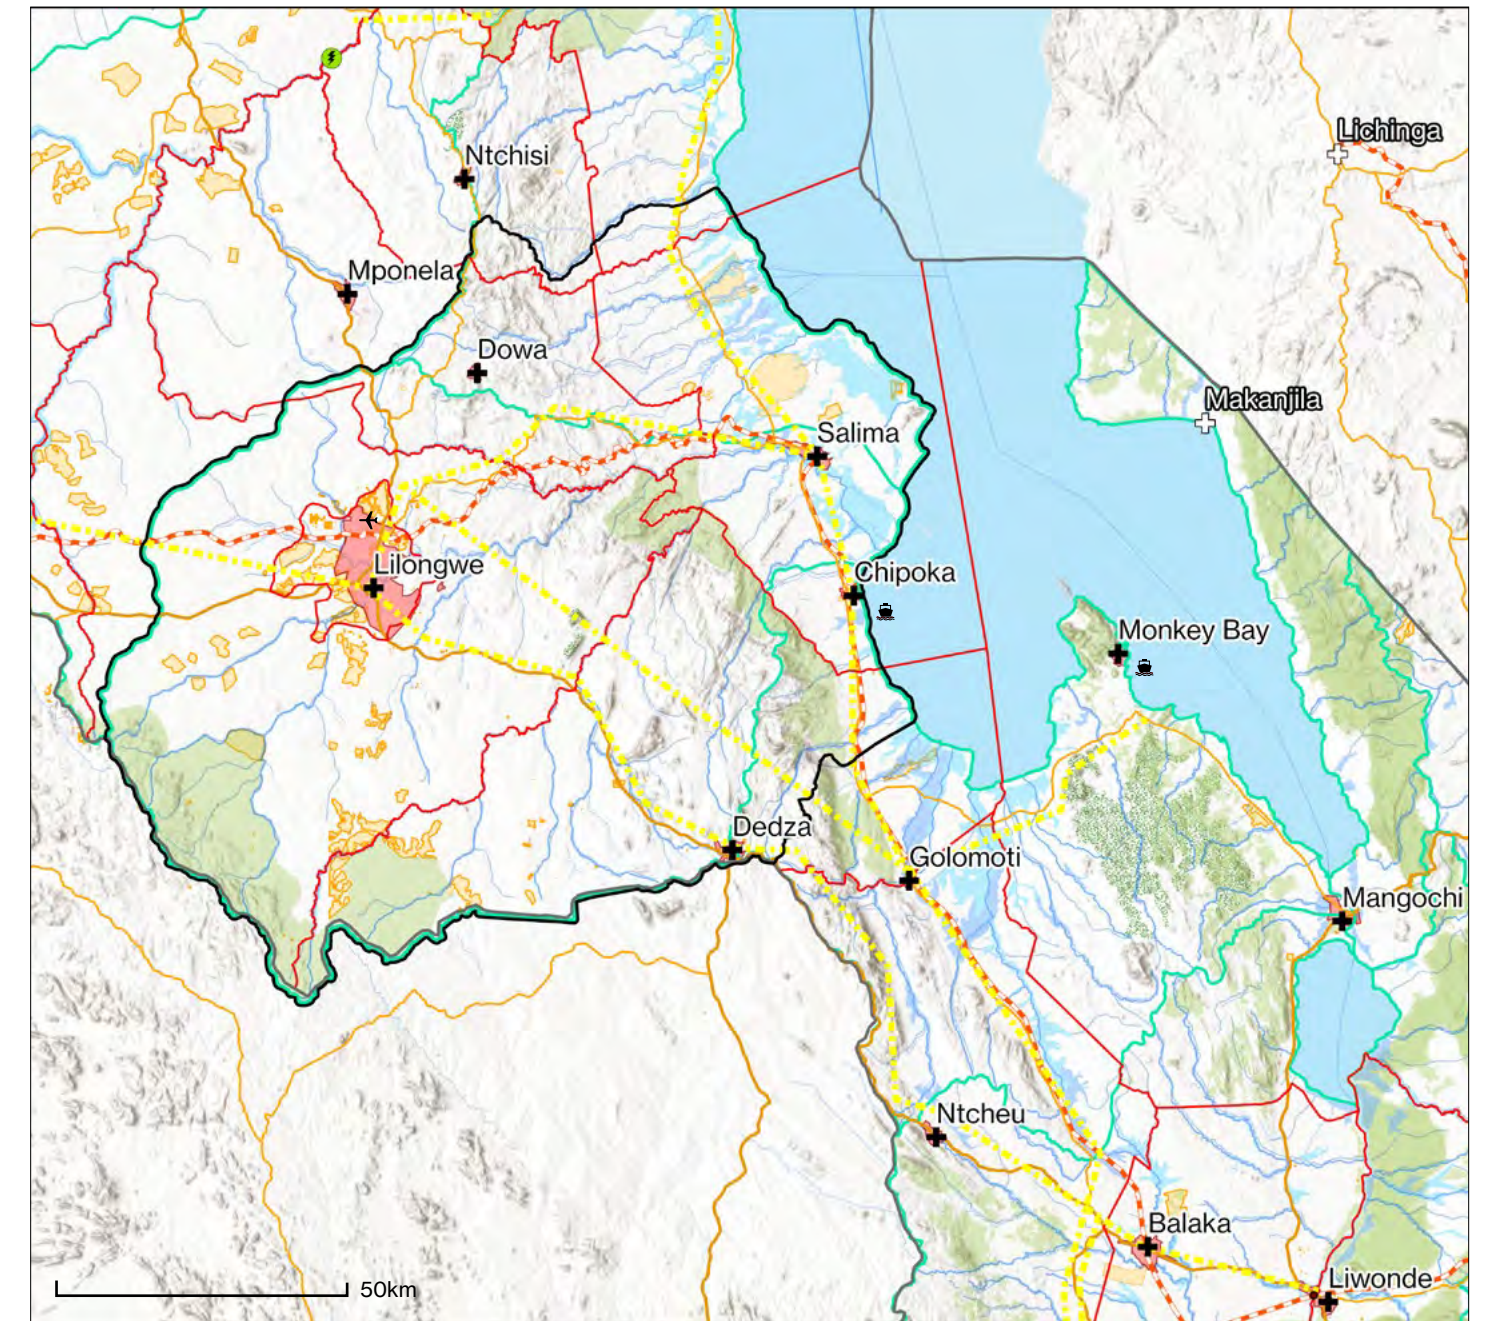 Lichinga
Ntchisi
Mponela
Dowa
Makanjila
Salima
Lilongwe
Chipoka
Monkey Bay
Dedza
Golomoti
Mangochi
Ntcheu
Balaka
Liwonde
50km